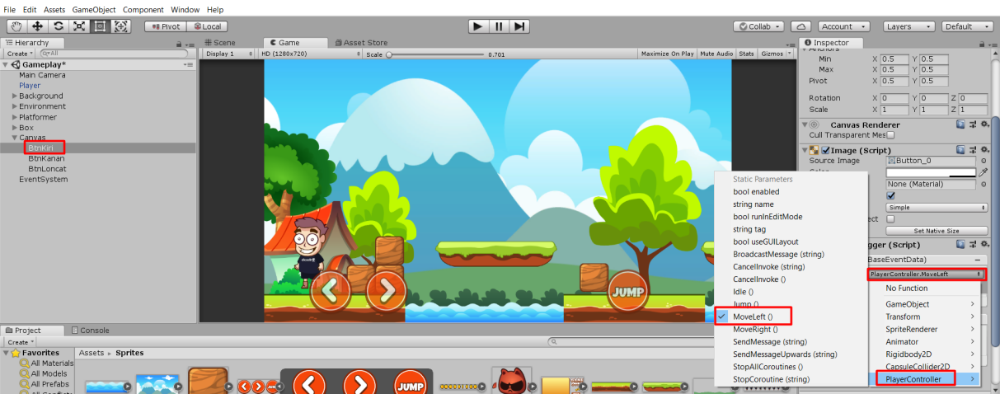 File Edit Assets GameObject Component Window Help
Pivot Local Collab Account Layers Default
Hierarchy Scene Game Asset Store Inspector
Create All Display 1 HD (1280x720) Scale 0.701 Maximize On Play Mute Audio Stats Gizmos
Anchors
Gameplay*
Main Camera
Player
Background
Environment
Platformer
Box
Canvas
BtnKiri
BtnKanan
BtnLoncat
EventSystem
JUMP
Min X 0.5 Y 0.5
Max X 0.5 Y 0.5
Pivot X 0.5 Y 0.5
Rotation X 0 Y 0 Z 0
Scale X 1 Y 1 Z 1
Canvas Renderer
Cull Transparent Mes
Image (Script)
Source Image Button_0
Color
None (Material)
Simple
ect
Set Native Size
gger (Script)
BaseEventData)
PlayerController.MoveLeft
No Function
GameObject
Transform
SpriteRenderer
Animator
Rigidbody2D
CapsuleCollider2D
PlayerController
Static Parameters
bool enabled
string name
bool runInEditMode
string tag
bool useGUILayout
BroadcastMessage (string)
CancelInvoke (string)
CancelInvoke ()
Idle ()
Jump ()
MoveLeft ()
MoveRight ()
SendMessage (string)
SendMessageUpwards (string)
StopAllCoroutines ()
StopCoroutine (string)
Project Console
Create
Favorites Assets Sprites
All Materials
All Models
All Prefabs
JUMP